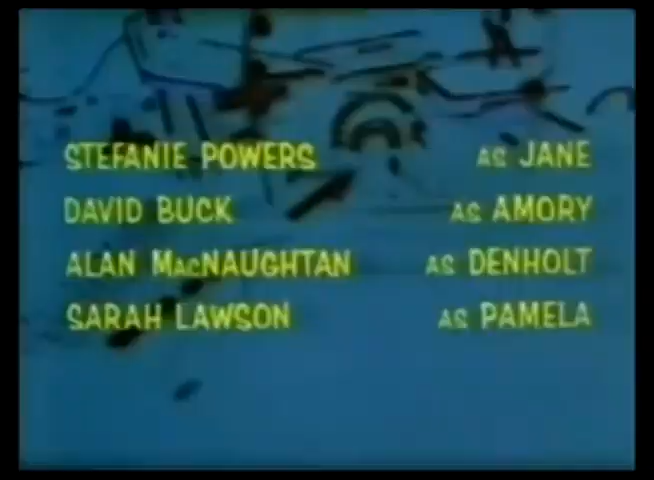 STEFANIE POWERS AS JANE
DAVID BUCK AS AMORY
ALAN MACNAUGHTAN AS DENHOLT
SARAH LAWSON AS PAMELA